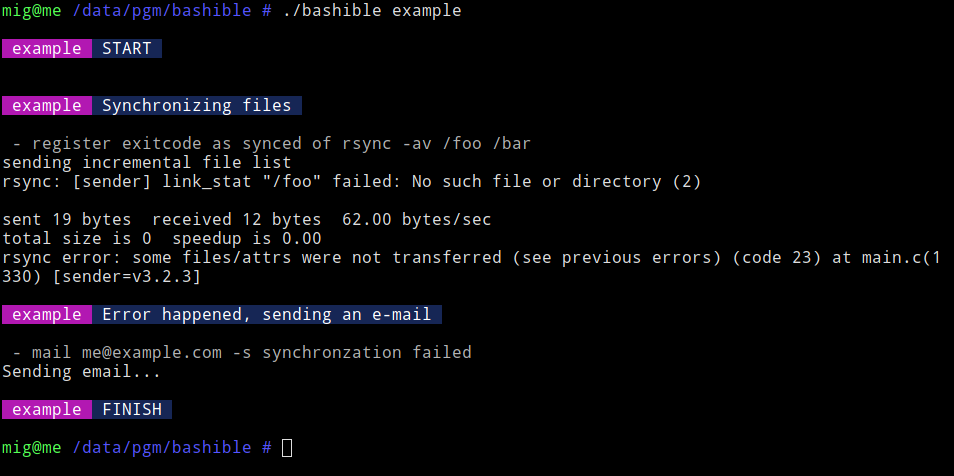 mig@me /data/pgm/bashible # ./bashible example
example START
example Synchronizing files
- register exitcode as synced of rsync -av /foo /bar
sending incremental file list
rsync: [sender] link_stat "/foo" failed: No such file or directory (2)
sent 19 bytes  received 12 bytes  62.00 bytes/sec
total size is 0  speedup is 0.00
rsync error: some files/attrs were not transferred (see previous errors) (code 23) at main.c(1
330) [sender=v3.2.3]
example Error happened, sending an e-mail
- mail me@example.com -s synchronzation failed
Sending email...
example FINISH
mig@me /data/pgm/bashible #